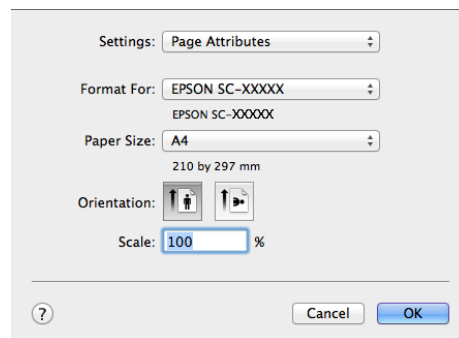 Settings: Page Attributes
Format For: EPSON SC-XXXXX
EPSON SC-XXXXX
Paper Size: A4
210 by 297 mm
Orientation:
Scale: 100 %
? Cancel OK